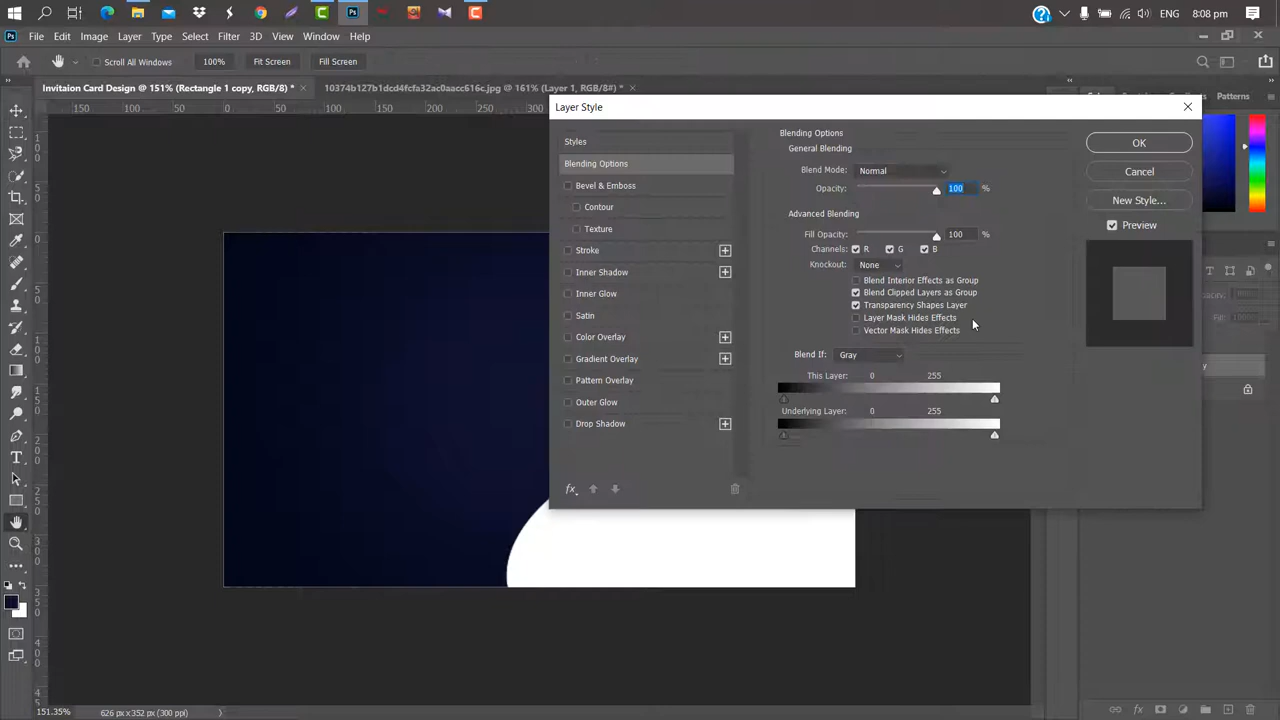 ENG 8:08 pm
Ps File Edit Image Layer Type Select Filter 3D View Window Help
Scroll All Windows 100% Fit Screen Fill Screen
Invitaion Card Design @ 151% (Rectangle 1 copy, RGB/8) * × 10374b127b1dcd4fcfa32ac0aacc616c.jpg @ 161% (Layer 1, RGB/8#) * ×
Patterns
100 50 0 50 100 150 200 250 300
Layer Style
Styles
Blending Options
Bevel & Emboss
Contour
Texture
Stroke
Inner Shadow
Inner Glow
Satin
Color Overlay
Gradient Overlay
Pattern Overlay
Outer Glow
Drop Shadow
fx
Blending Options
General Blending
Blend Mode: Normal
Opacity: 100 %
Advanced Blending
Fill Opacity: 100 %
Channels: R G B
Knockout: None
Blend Interior Effects as Group
Blend Clipped Layers as Group
Transparency Shapes Layer
Layer Mask Hides Effects
Vector Mask Hides Effects
Blend If: Gray
This Layer: 0 255
Underlying Layer: 0 255
OK
Cancel
New Style...
Preview
151.35% 626 px x 352 px (300 ppi)